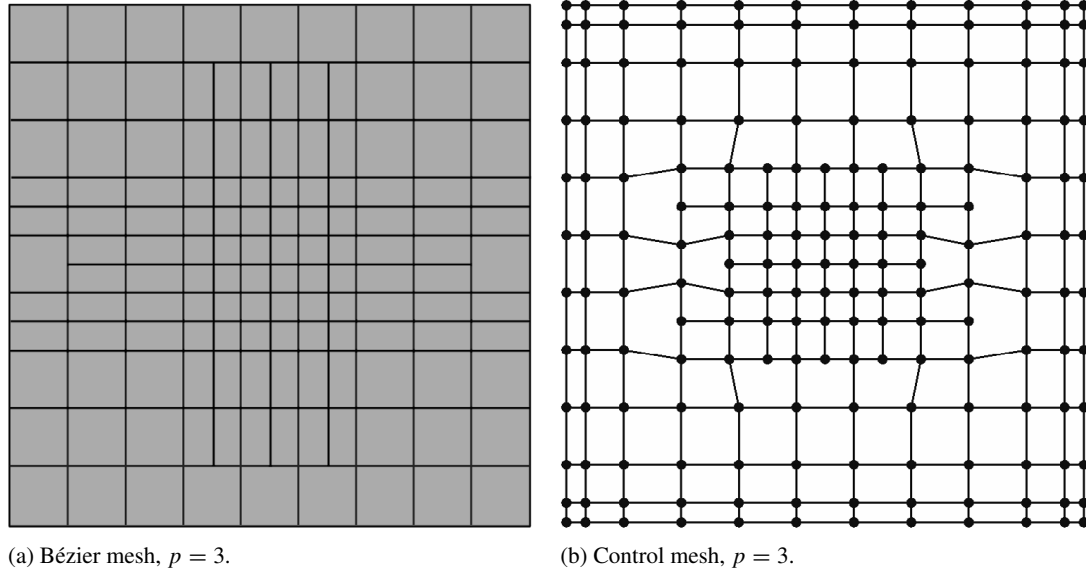 (a) Bézier mesh, p = 3.
(b) Control mesh, p = 3.